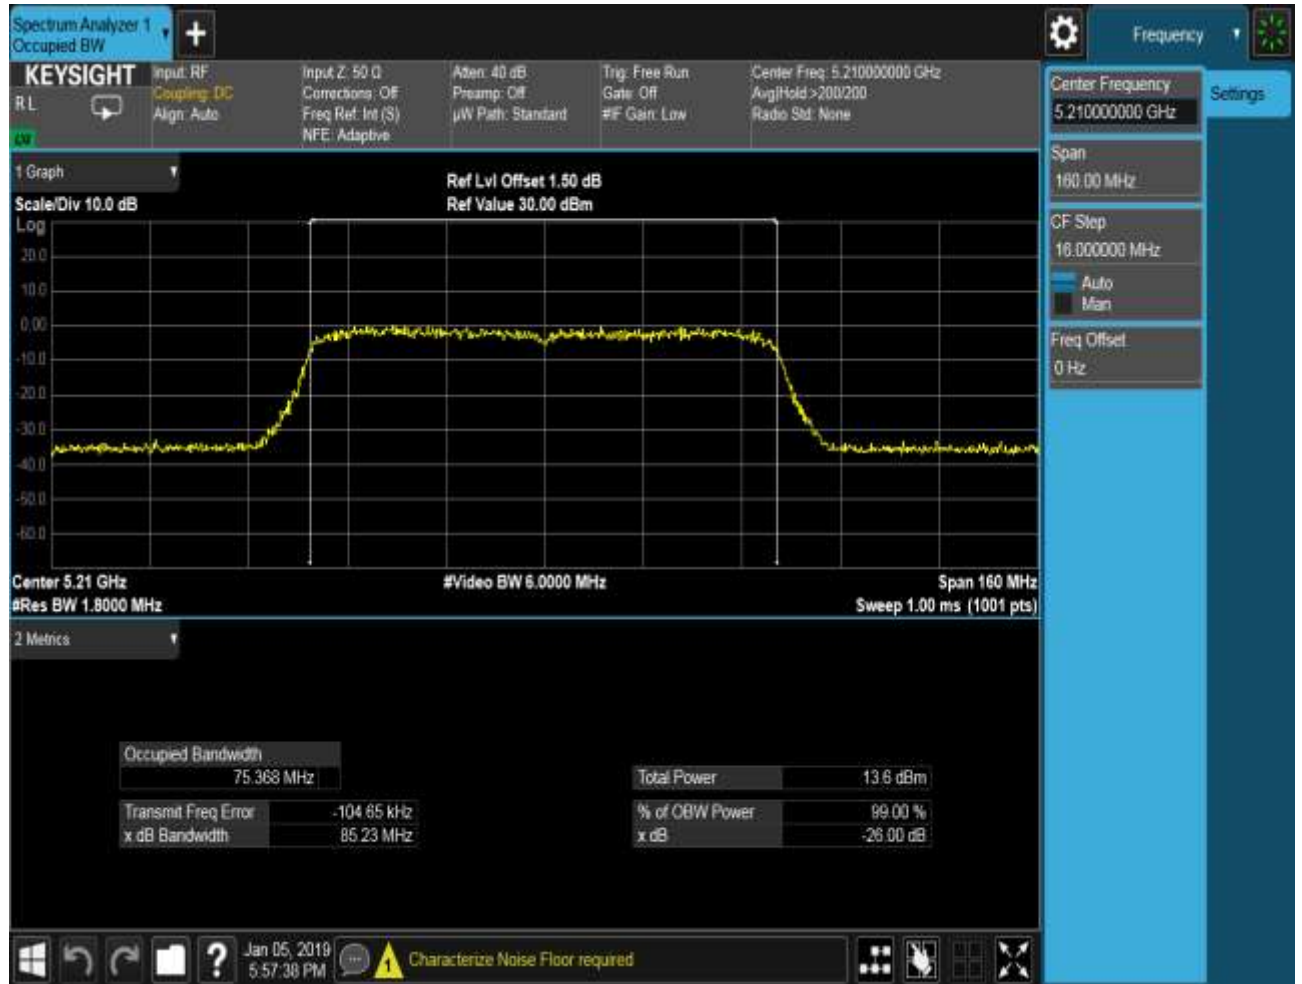 Spectrum Analyzer 1
Occupied BW
Frequency
KEYSIGHT
RL
Input: RF
Coupling: DC
Align: Auto
Input Z: 50 Ω
Corrections: Off
Freq Ref: Int (S)
NFE: Adaptive
Atten: 40 dB
Preamp: Off
µW Path: Standard
Trig: Free Run
Gate: Off
#IF Gain: Low
Center Freq: 5.210000000 GHz
Avg|Hold:>200/200
Radio Std: None
Center Frequency
5.210000000 GHz
Settings
Span
160.00 MHz
CF Step
16.000000 MHz
Auto
Man
Freq Offset
0 Hz
1 Graph
Scale/Div 10.0 dB
Ref Lvl Offset 1.50 dB
Ref Value 30.00 dBm
Log
20.0
10.0
0.00
-10.0
-20.0
-30.0
-40.0
-50.0
-60.0
Center 5.21 GHz
#Video BW 6.0000 MHz
Span 160 MHz
#Res BW 1.8000 MHz
Sweep 1.00 ms (1001 pts)
2 Metrics
Occupied Bandwidth
75.368 MHz
Total Power 13.6 dBm
Transmit Freq Error -104.65 kHz
% of OBW Power 99.00 %
x dB Bandwidth 85.23 MHz
x dB -26.00 dB
Jan 05, 2019
5:57:38 PM
?
1
Characterize Noise Floor required